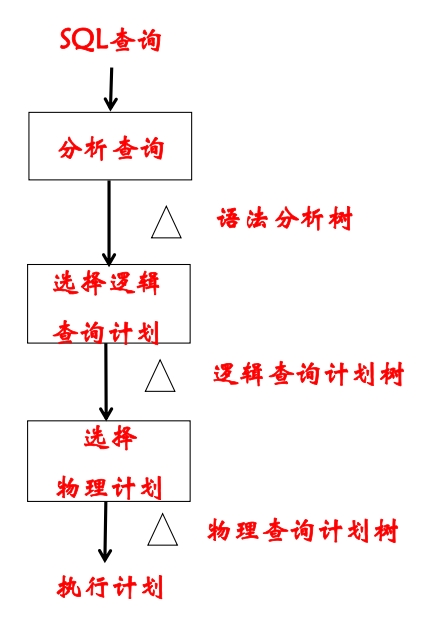 SQL查询
分析查询
语法分析树
选择逻辑
查询计划
逻辑查询计划树
选择
物理计划
物理查询计划树
执行计划